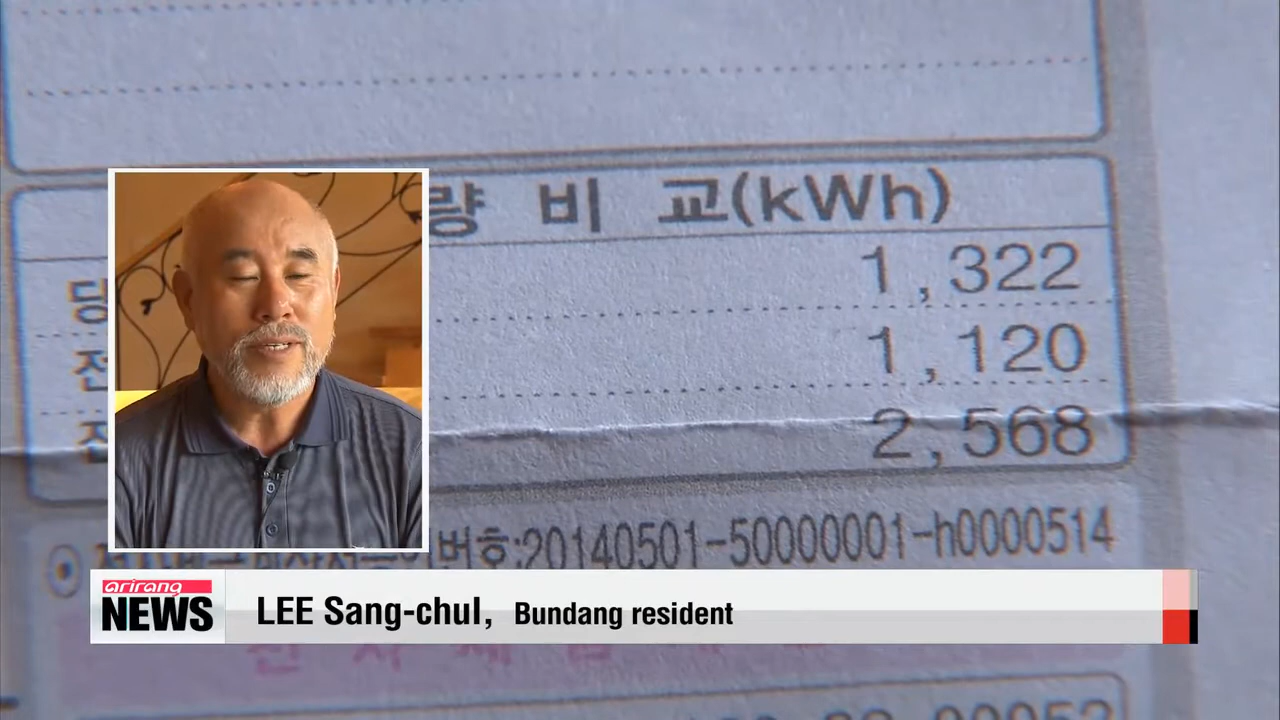 량 비 교(kWh)
당 1,322
전 1,120
전 2,568
번호:20140501-50000001-h0000514
arirang
NEWS
LEE Sang-chul, Bundang resident